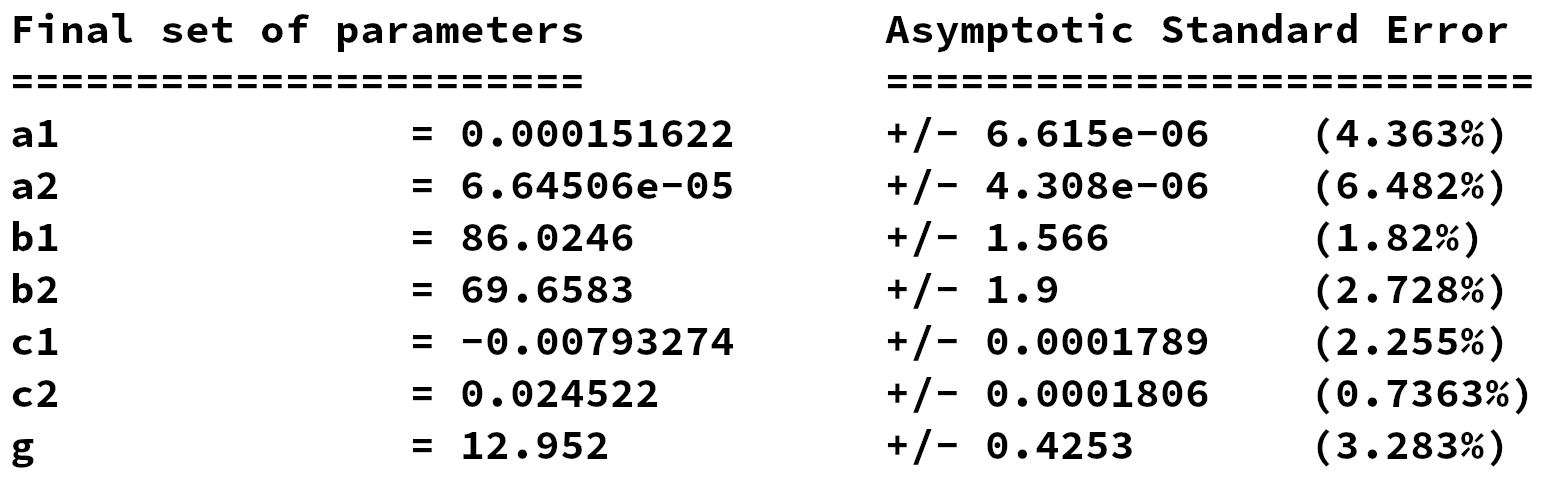 Final set of parameters            Asymptotic Standard Error
=======================            ==========================
a1              = 0.000151622      +/- 6.615e-06    (4.363%)
a2              = 6.64506e-05      +/- 4.308e-06    (6.482%)
b1              = 86.0246          +/- 1.566        (1.82%)
b2              = 69.6583          +/- 1.9          (2.728%)
c1              = -0.00793274      +/- 0.0001789    (2.255%)
c2              = 0.024522         +/- 0.0001806    (0.7363%)
g               = 12.952           +/- 0.4253       (3.283%)